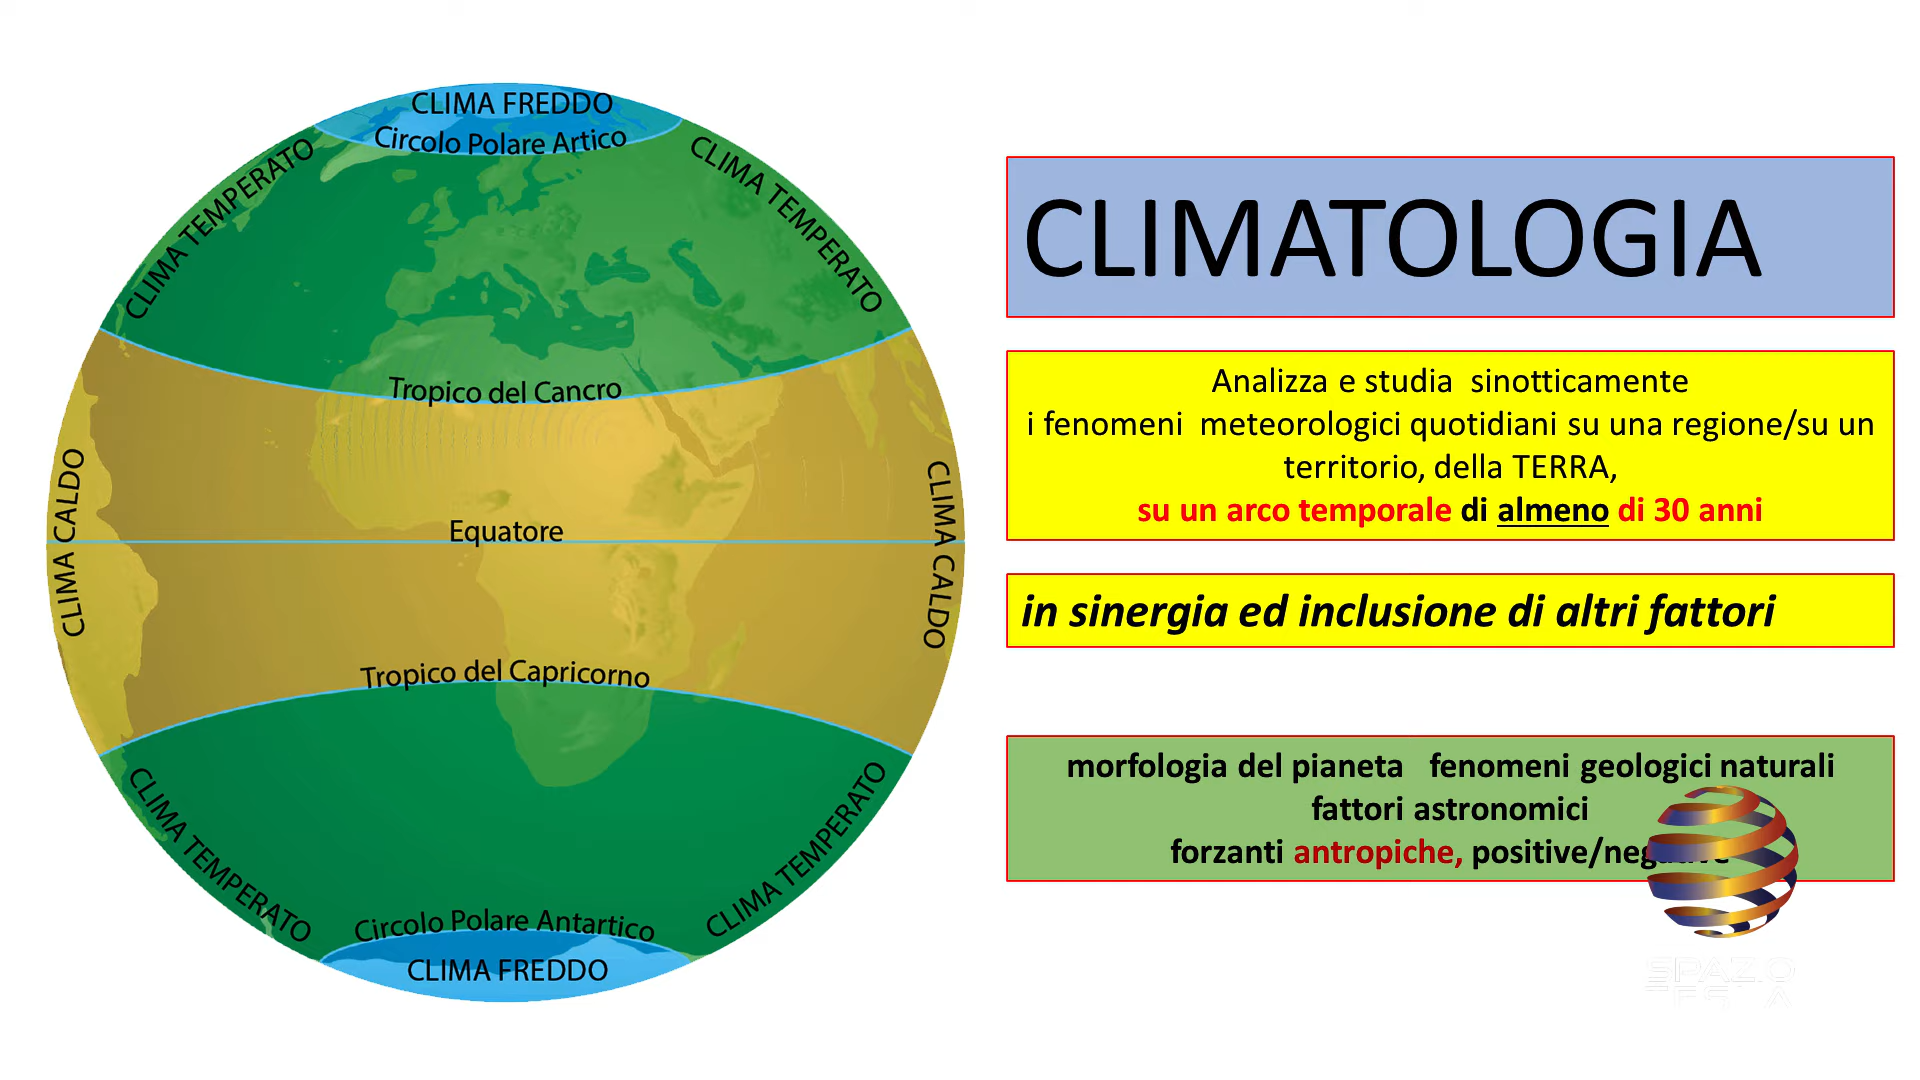 CLIMA FREDDO
Circolo Polare Artico
CLIMA TEMPERATO
CLIMA TEMPERATO
Tropico del Cancro
CLIMA CALDO
Equatore
CLIMA CALDO
Tropico del Capricorno
CLIMA TEMPERATO
CLIMA TEMPERATO
Circolo Polare Antartico
CLIMA FREDDO
CLIMATOLOGIA
Analizza e studia sinotticamente
i fenomeni meteorologici quotidiani su una regione/su un
territorio, della TERRA,
su un arco temporale di almeno di 30 anni
in sinergia ed inclusione di altri fattori
morfologia del pianeta fenomeni geologici naturali
fattori astronomici
forzanti antropiche, positive/negative
SPAZIO